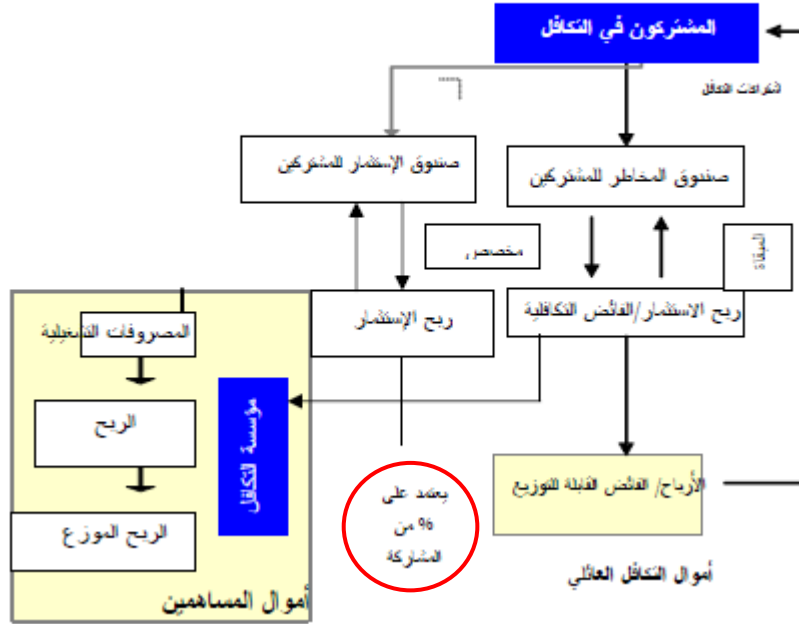 المشتركون في التكافل
اشتراكات التكافل
صندوق الإستثمار للمشتركين
صندوق المخاطر للمشتركين
مخصص
المبقاة
المصروفات التشغيلية
ربح الإستثمار
ربح الاستثمار/الفائض التكافلية
مؤسسة التكافل
الربح
الربح الموزع
أموال المساهمين
يعتمد على
% من
المشاركة
الأرباح/ الفائض القابلة للتوزيع
أموال التكافل العائلي